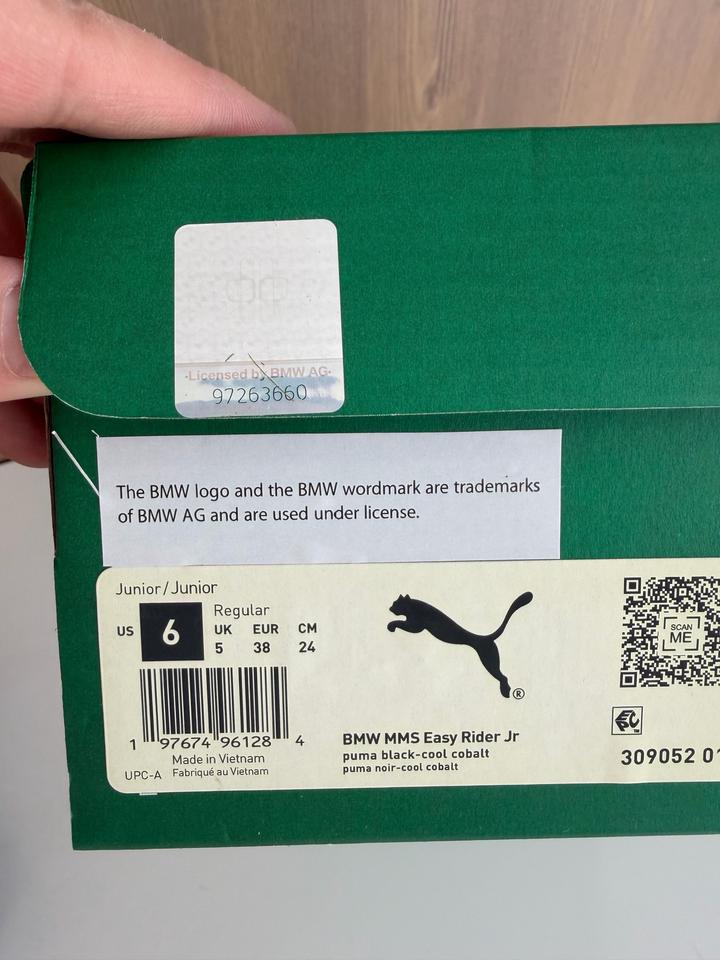 ·Licensed by BMW AG·
97263660
The BMW logo and the BMW wordmark are trademarks
of BMW AG and are used under license.
Junior/Junior
Regular
US 6 UK EUR CM
5 38 24
1 97674 96128 4
Made in Vietnam
UPC-A Fabriqué au Vietnam
®
BMW MMS Easy Rider Jr
puma black-cool cobalt
puma noir-cool cobalt
SCAN
ME
309052